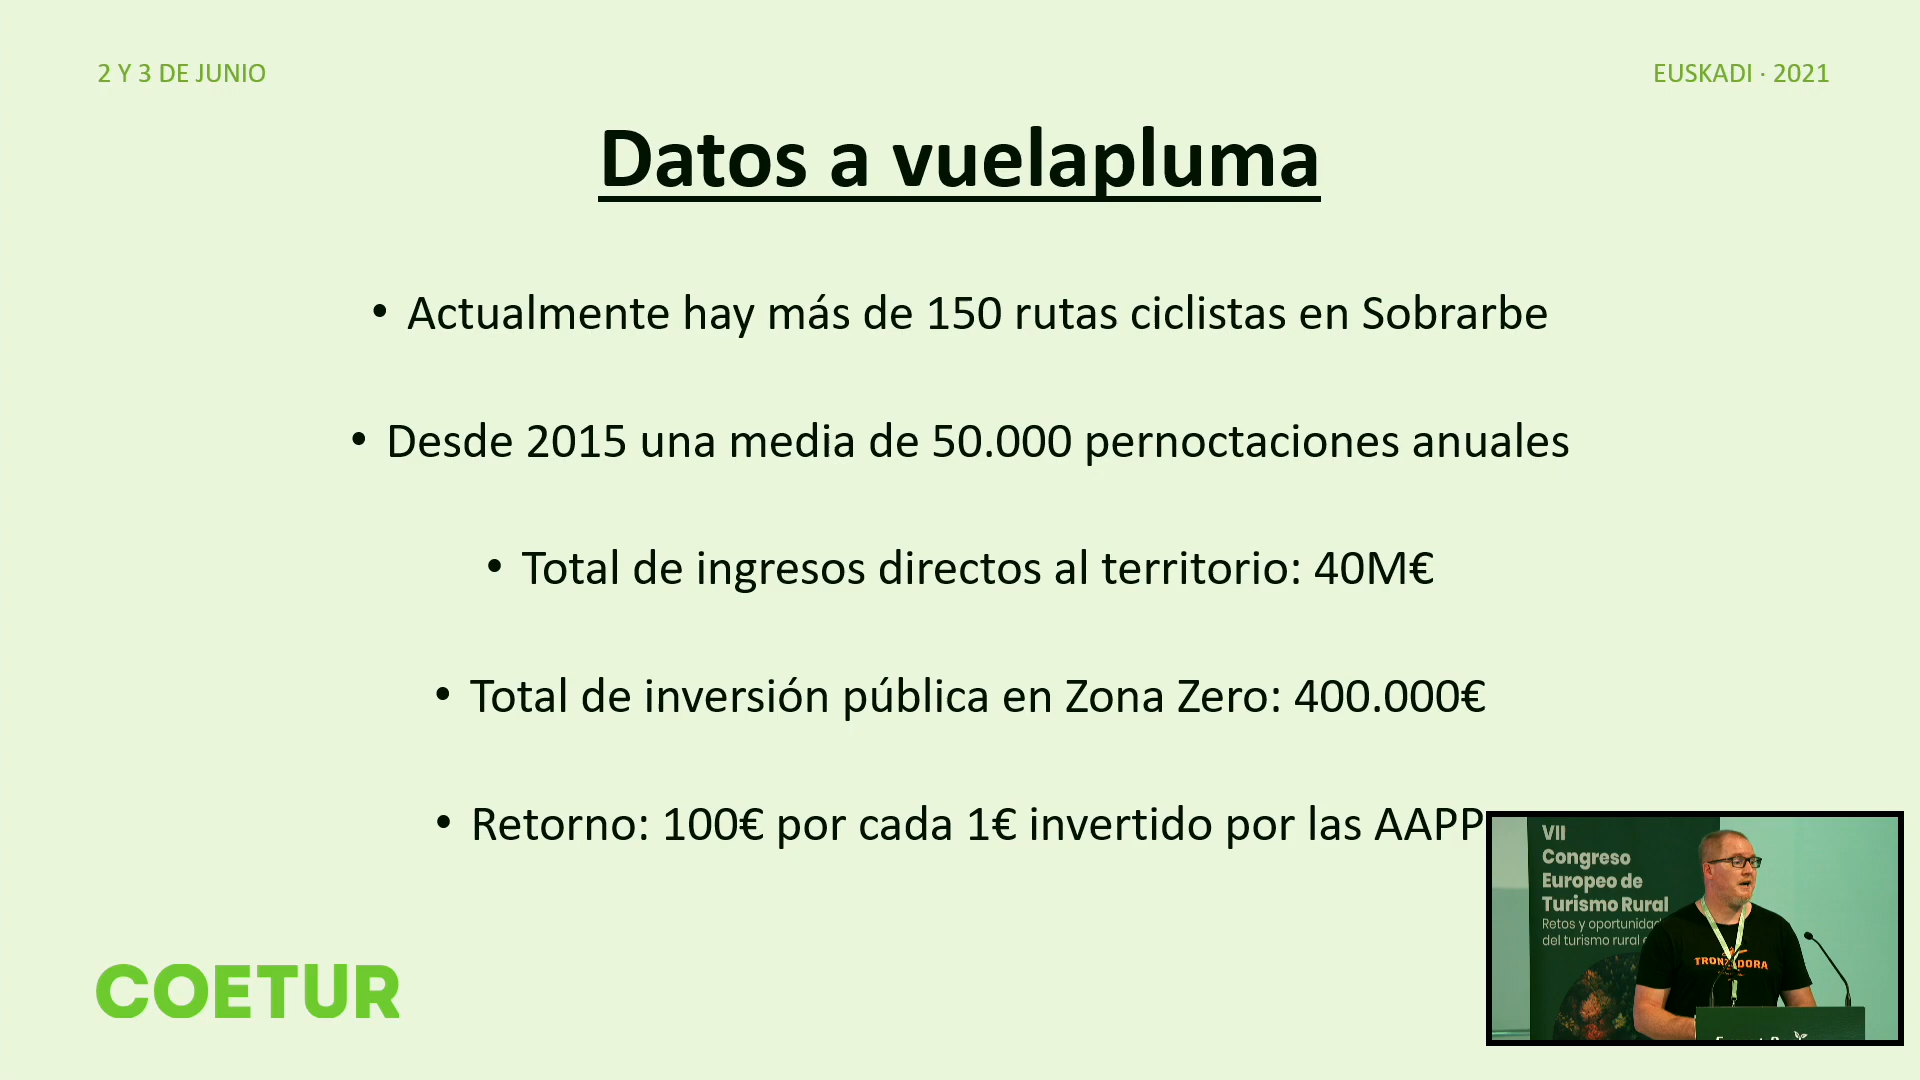 2 Y 3 DE JUNIO
EUSKADI · 2021
Datos a vuelapluma
• Actualmente hay más de 150 rutas ciclistas en Sobrarbe
• Desde 2015 una media de 50.000 pernoctaciones anuales
• Total de ingresos directos al territorio: 40M€
• Total de inversión pública en Zona Zero: 400.000€
• Retorno: 100€ por cada 1€ invertido por las AAPP
COETUR
VII
Congreso
Europeo de
Turismo Rural
Retos y
del turismo rural